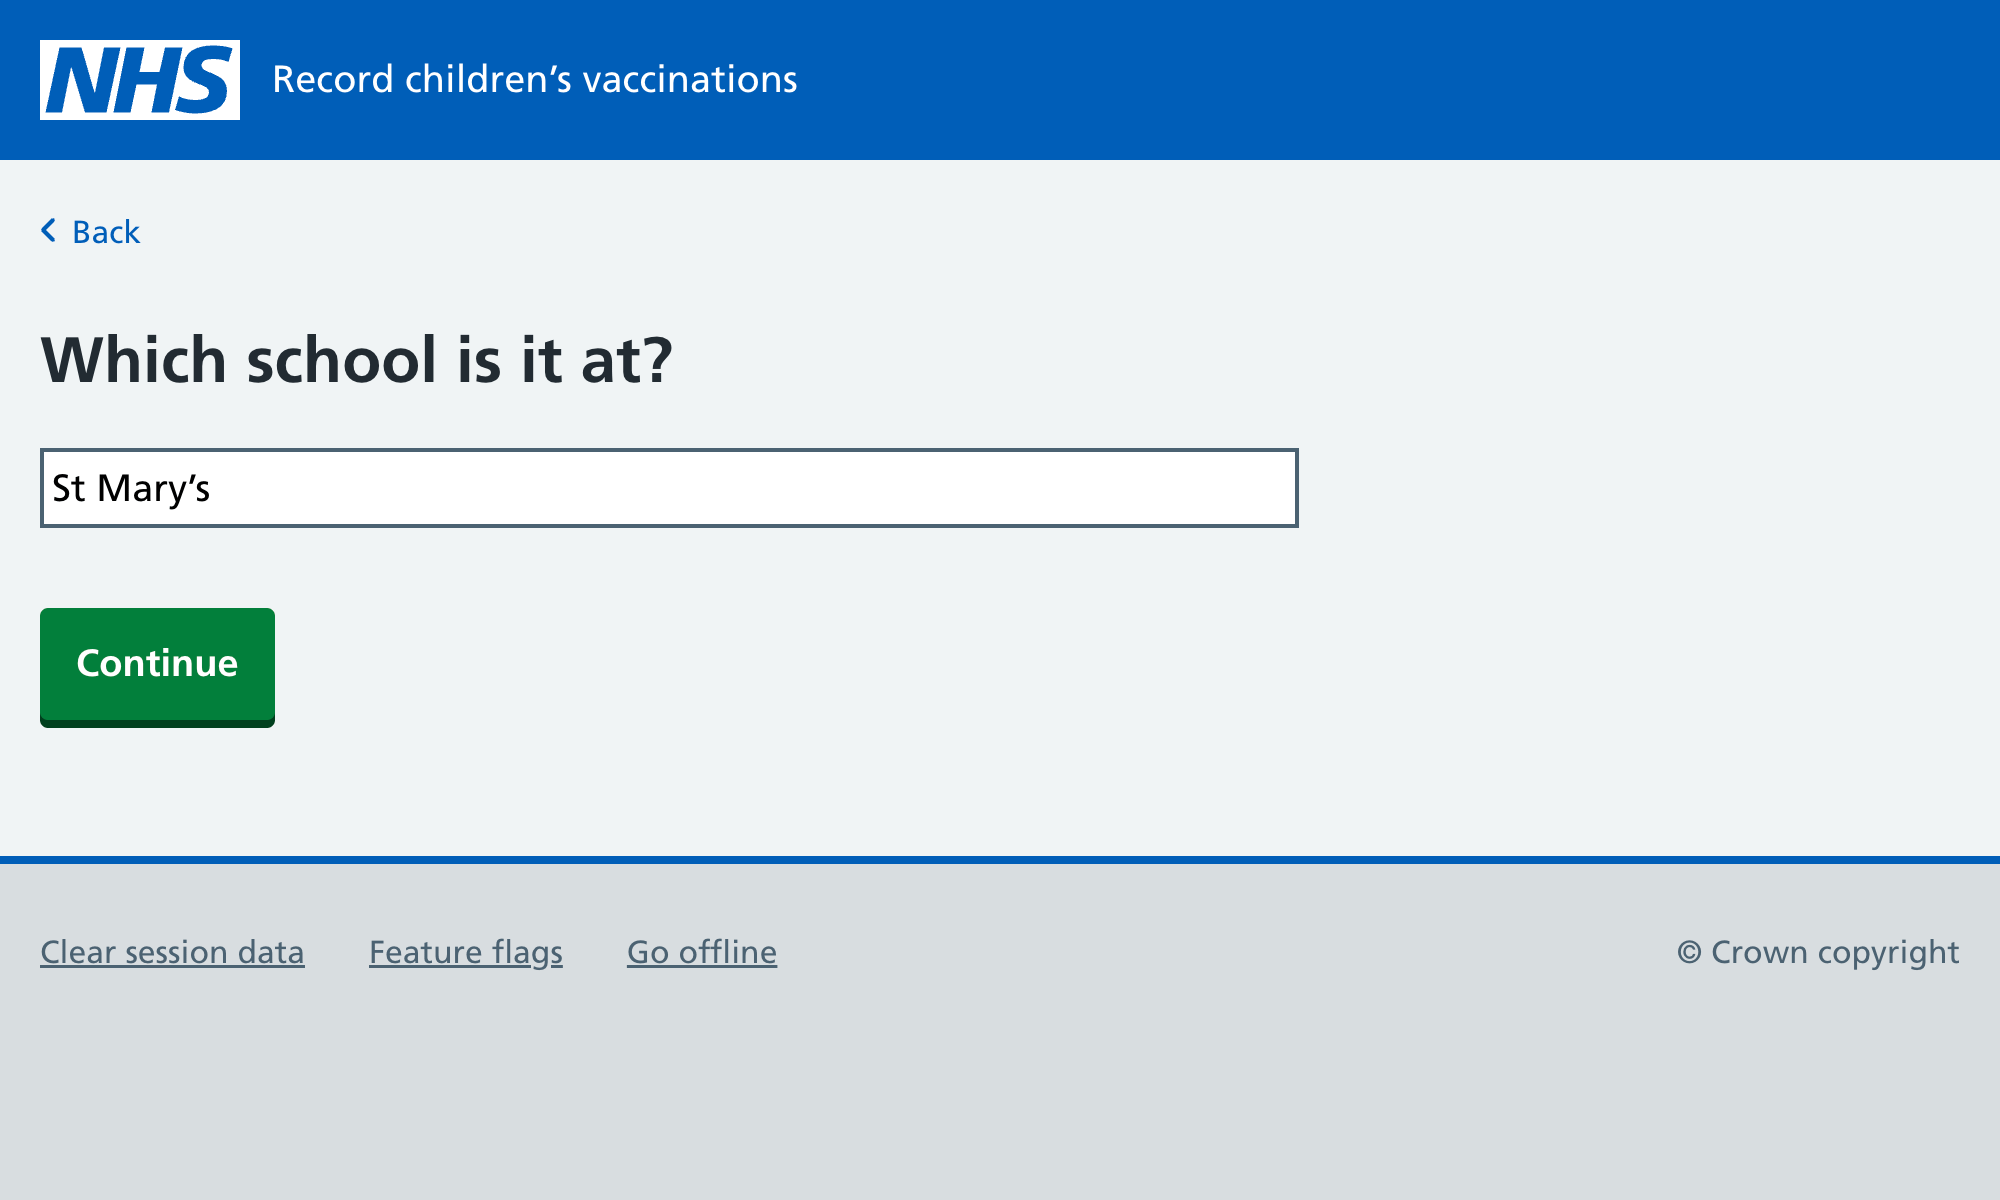 NHS Record children’s vaccinations
Back
Which school is it at?
St Mary’s
Continue
Clear session data Feature flags Go offline © Crown copyright